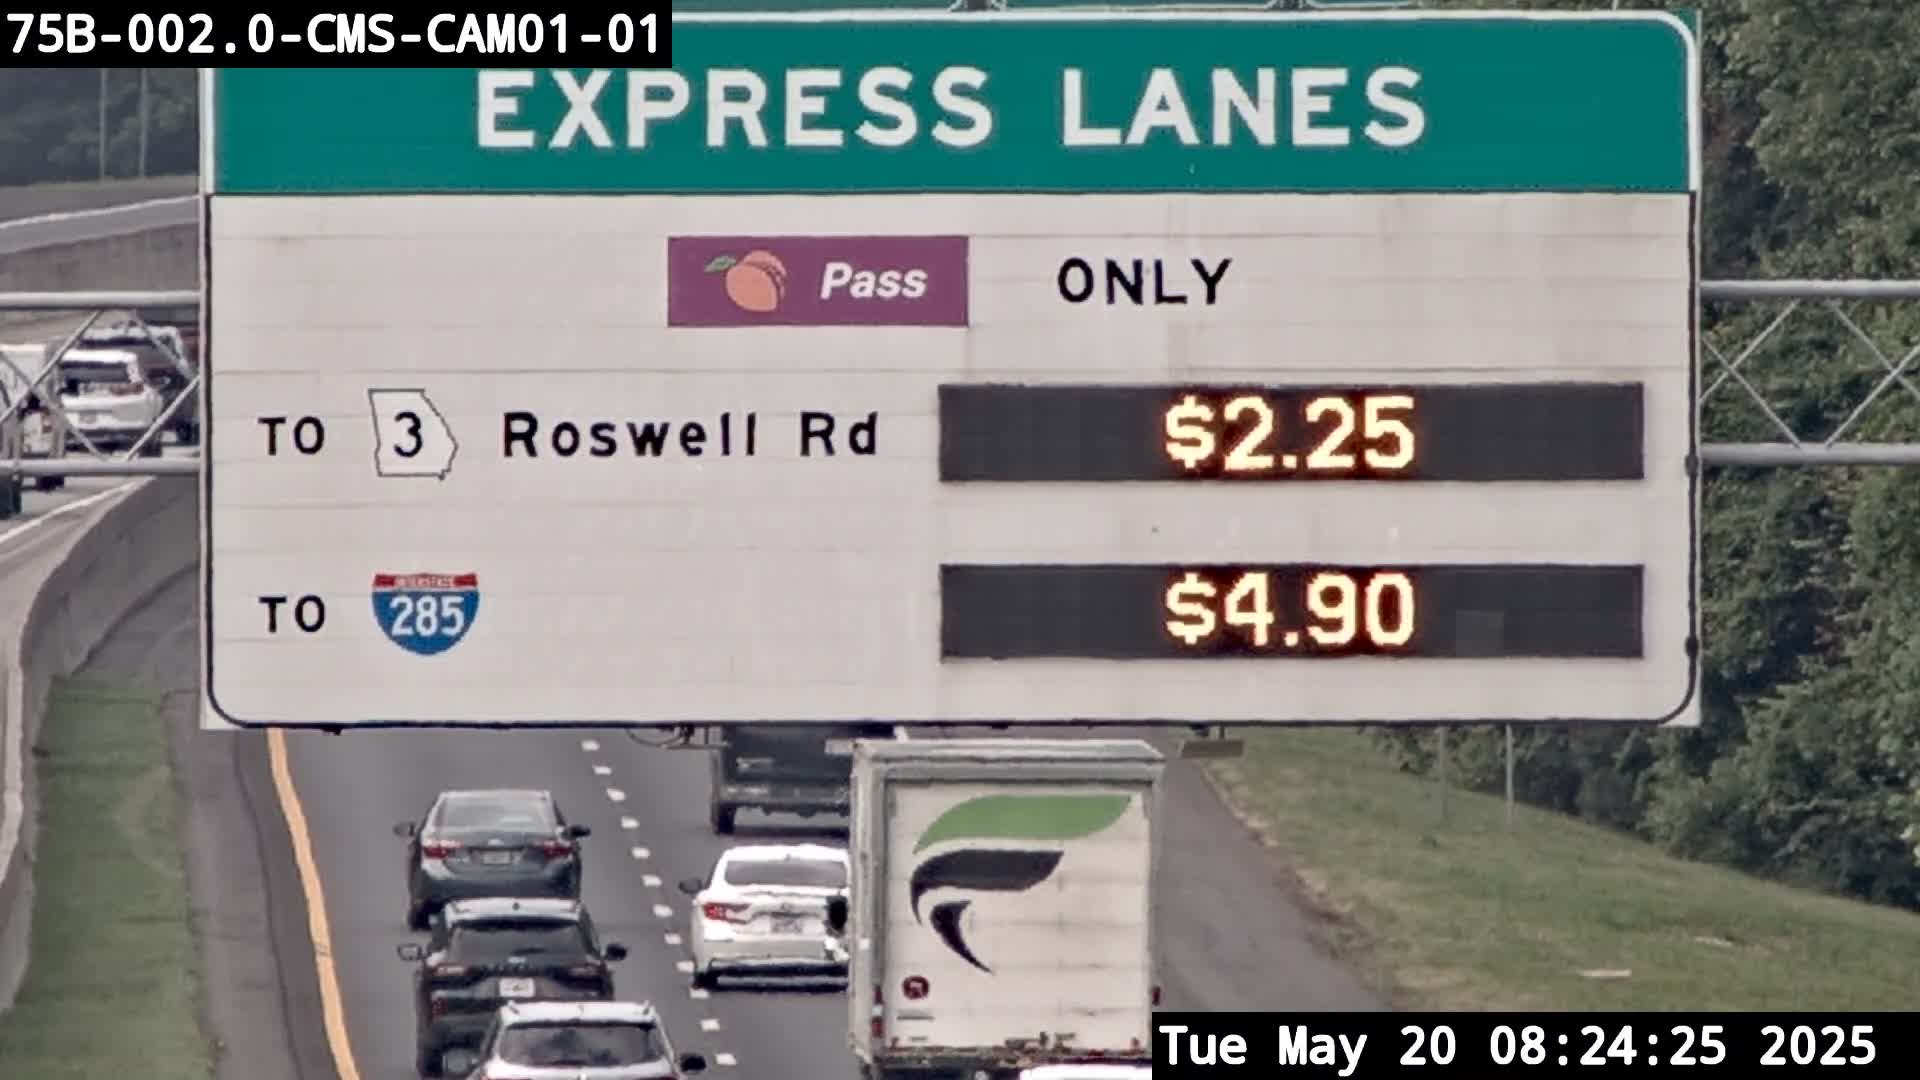 75B-002.0-CMS-CAM01-01
EXPRESS LANES
Pass ONLY
TO 3 Roswell Rd $2.25
INTERSTATE
TO 285 $4.90
Tue May 20 08:24:25 2025